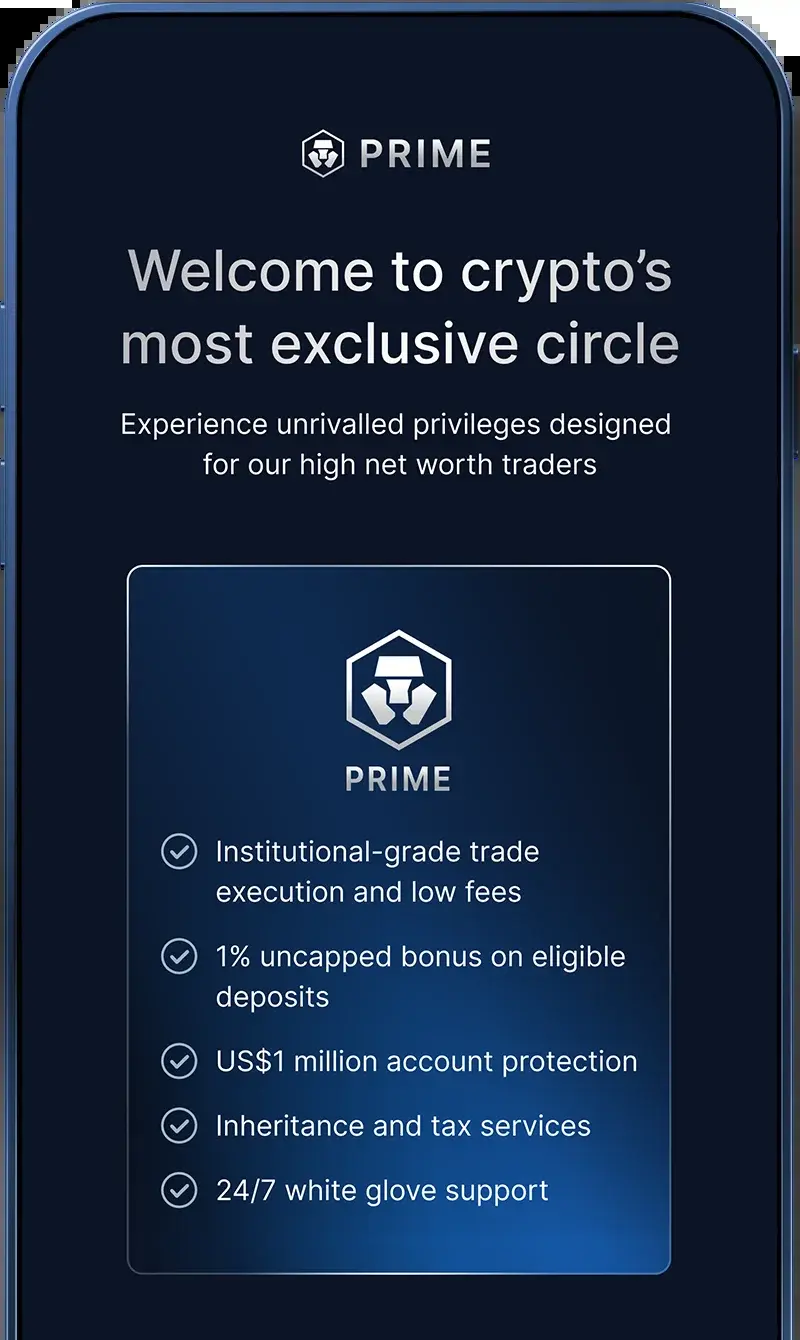 PRIME
Welcome to crypto’s
most exclusive circle
Experience unrivalled privileges designed
for our high net worth traders
PRIME
Institutional-grade trade
execution and low fees
1% uncapped bonus on eligible
deposits
US$1 million account protection
Inheritance and tax services
24/7 white glove support